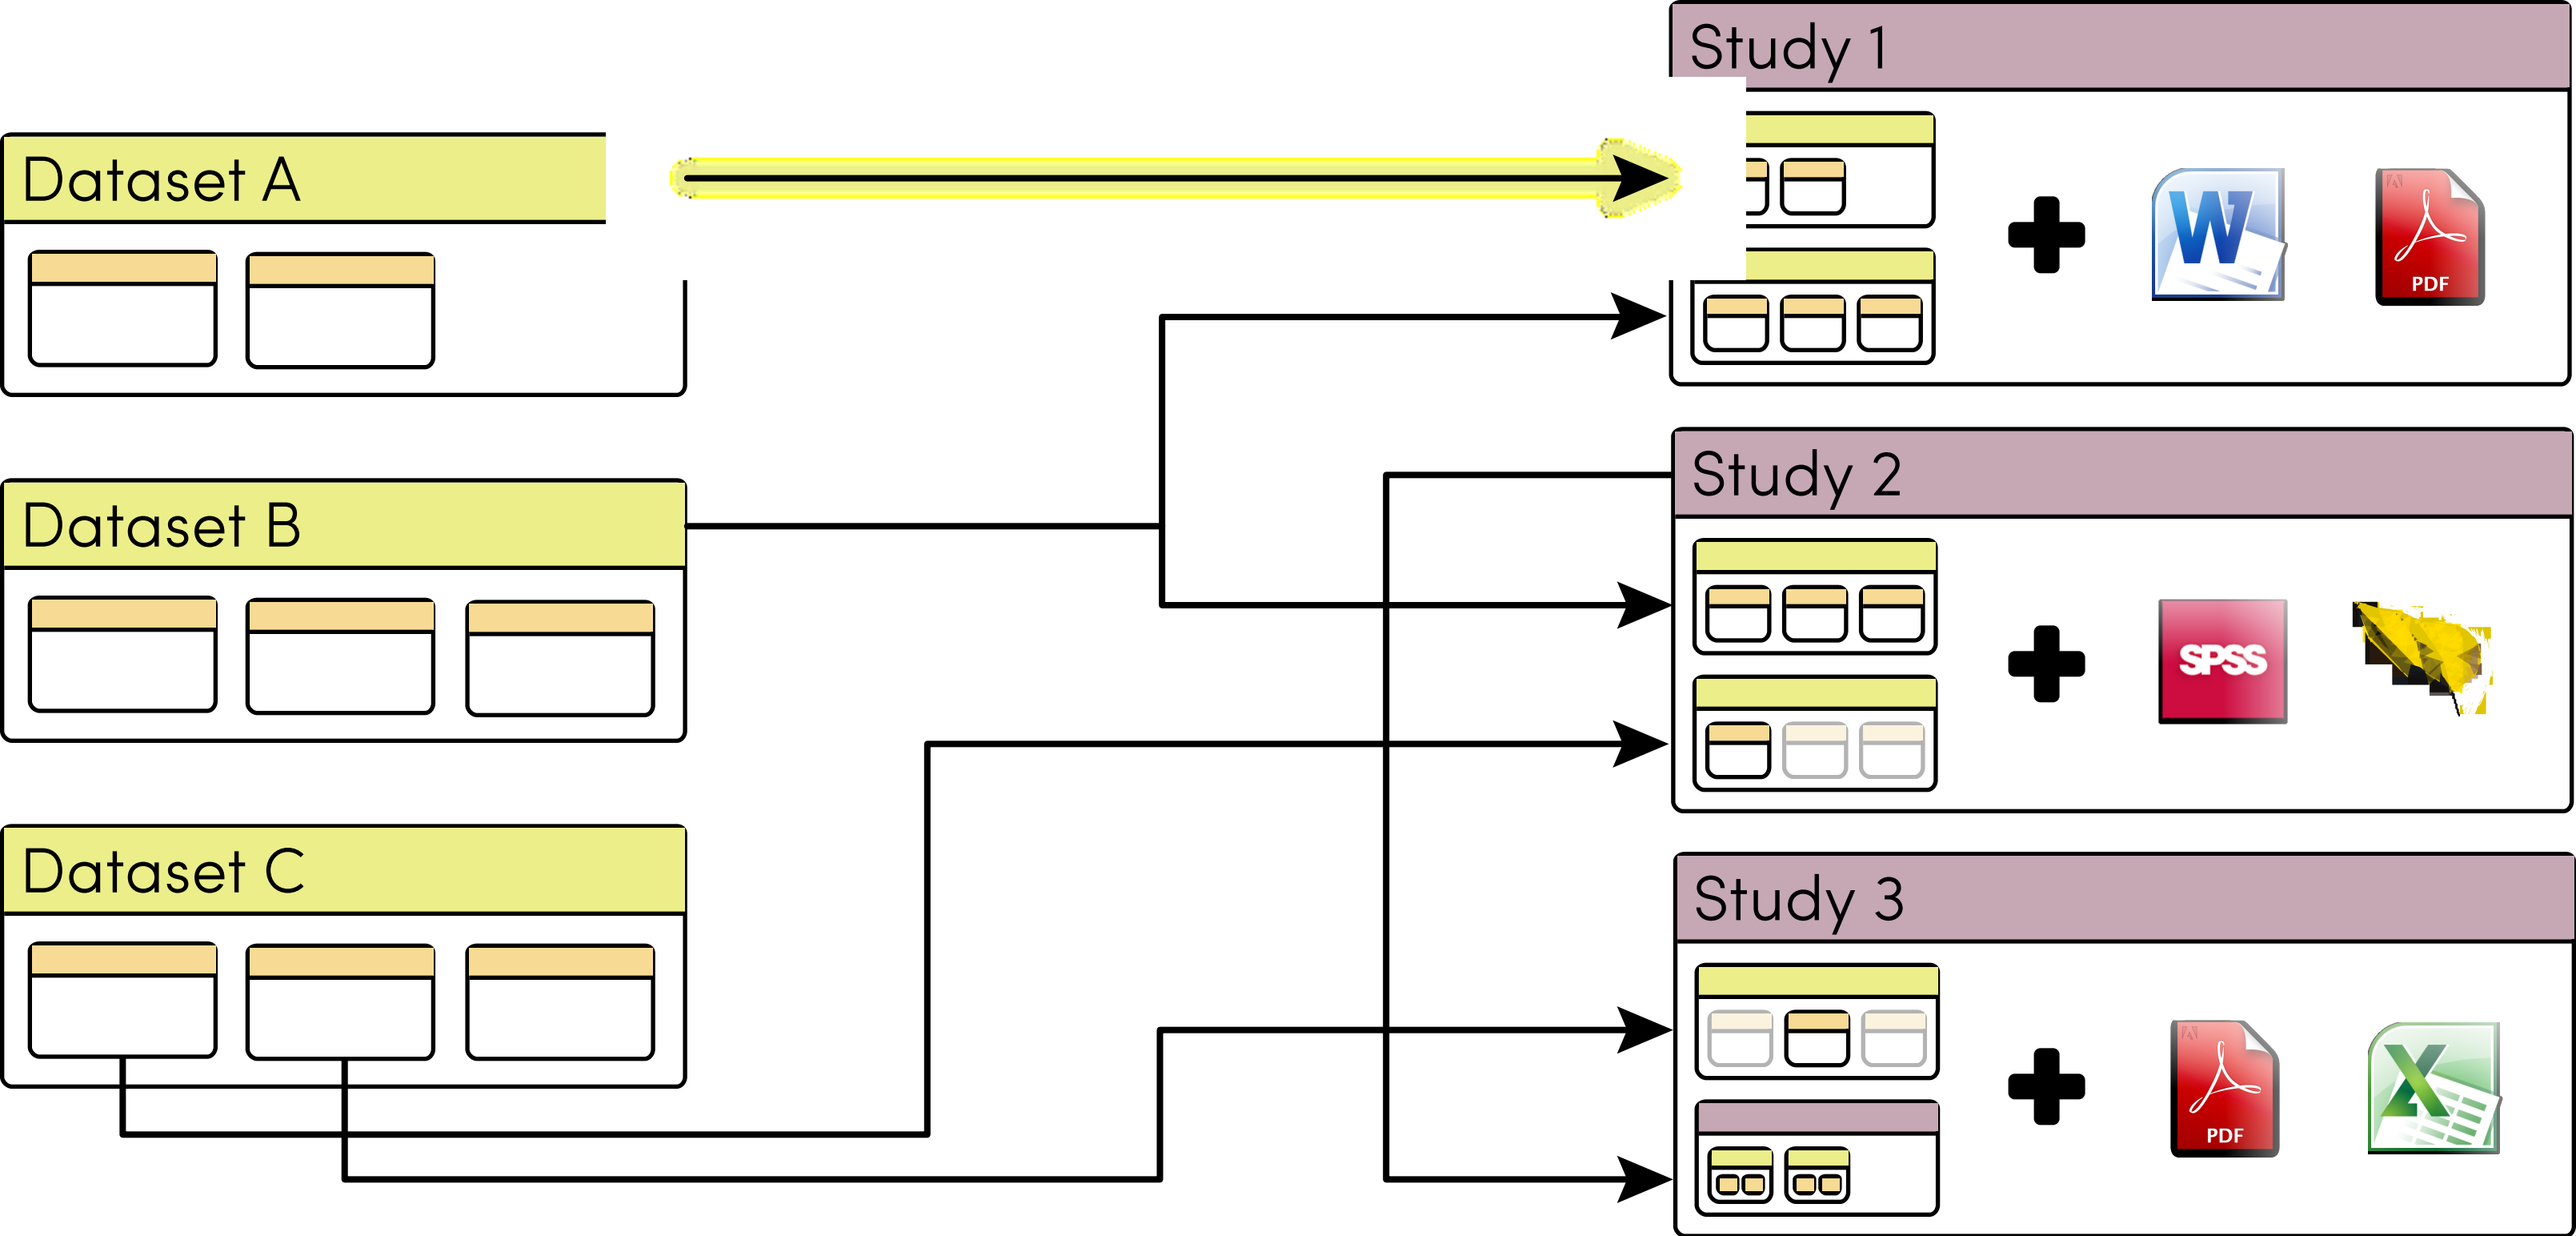 Study 1
Dataset A
W
PDF
Study 2
Dataset B
SPSS
Dataset C
Study 3
PDF
X